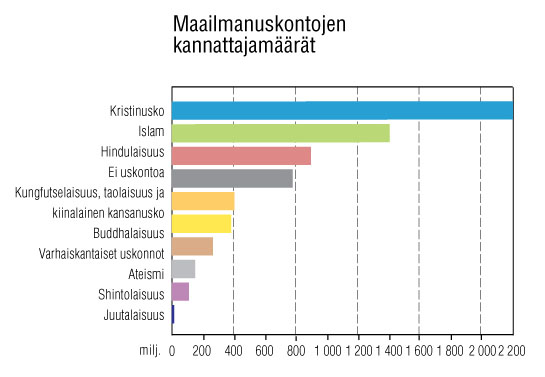 Maailmanuskontojen
kannattajamäärät
Kristinusko
Islam
Hindulaisuus
Ei uskontoa
Kungfutselaisuus, taolaisuus ja
kiinalainen kansanusko
Buddhalaisuus
Varhaiskantaiset uskonnot
Ateismi
Shintolaisuus
Juutalaisuus
milj. 0 200 400 600 800 1 000 1 200 1 400 1 600 1 800 2 000 2 200